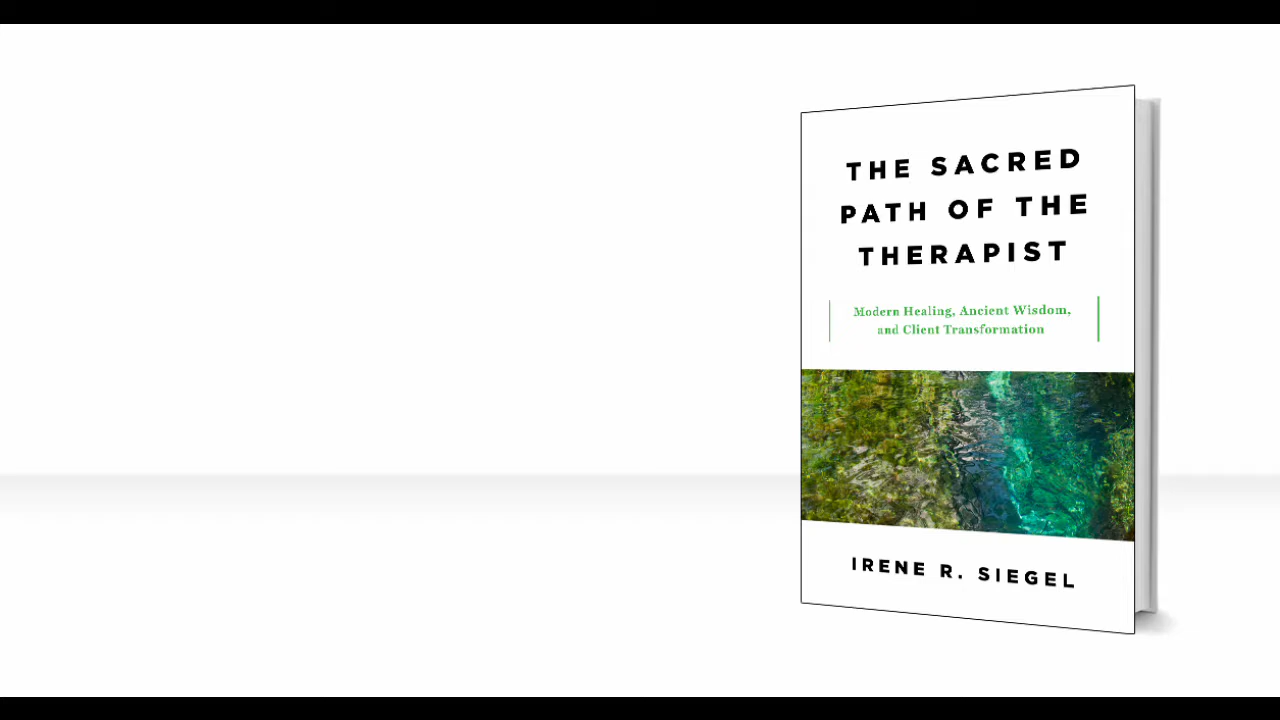 THE SACRED
PATH OF THE
THERAPIST
Modern Healing, Ancient Wisdom,
and Client Transformation
IRENE R. SIEGEL